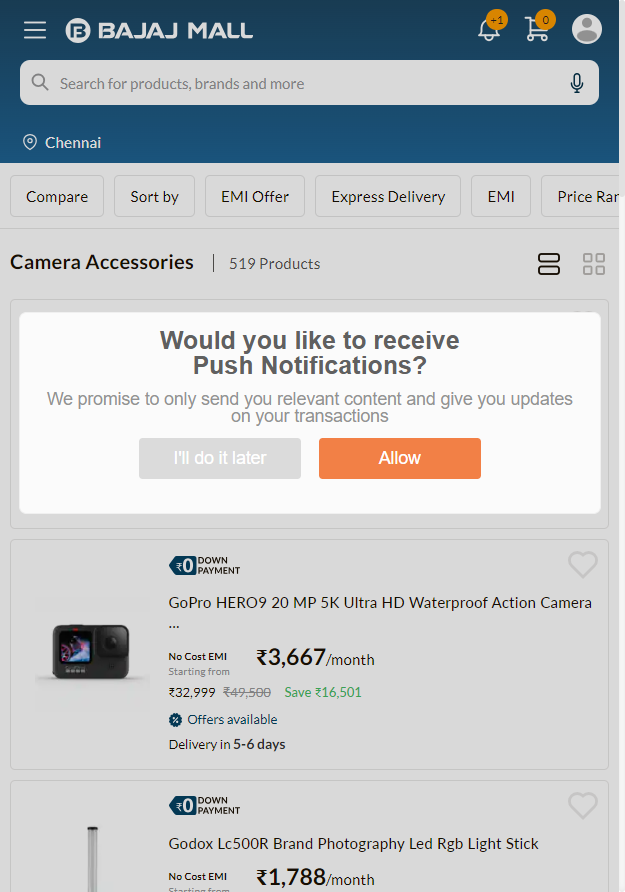 BAJAJ MALL
+1
0
Search for products, brands and more
Chennai
Compare
Sort by
EMI Offer
Express Delivery
EMI
Price Ran
Camera Accessories | 519 Products
Would you like to receive
Push Notifications?
We promise to only send you relevant content and give you updates
on your transactions
I'll do it later
Allow
₹0 DOWN
PAYMENT
GoPro HERO9 20 MP 5K Ultra HD Waterproof Action Camera
...
No Cost EMI
Starting from
₹3,667/month
₹32,999 ₹49,500 Save ₹16,501
Offers available
Delivery in 5-6 days
₹0 DOWN
PAYMENT
Godox Lc500R Brand Photography Led Rgb Light Stick
No Cost EMI
Starting from
₹1,788/month